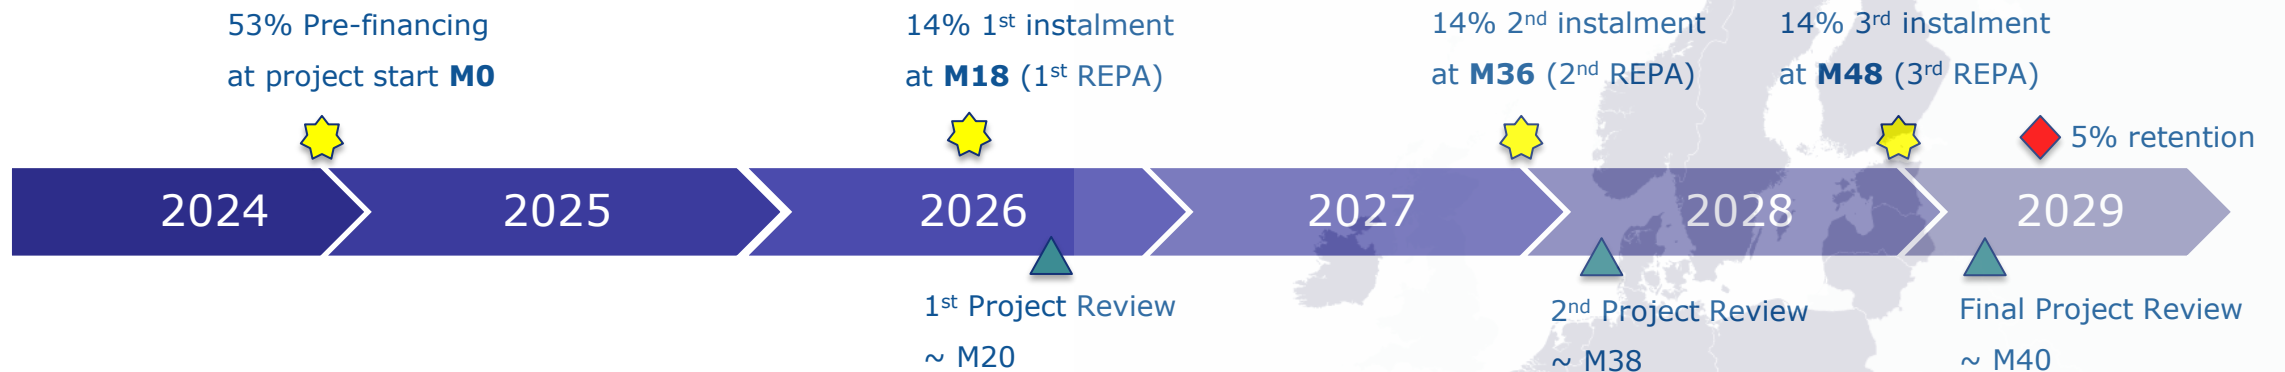 53% Pre-financing
at project start M0
14% 1st instalment
at M18 (1st REPA)
14% 2nd instalment
at M36 (2nd REPA)
14% 3rd instalment
at M48 (3rd REPA)
5% retention
2024
2025
2026
2027
2028
2029
1st Project Review
~ M20
2nd Project Review
~ M38
Final Project Review
~ M40